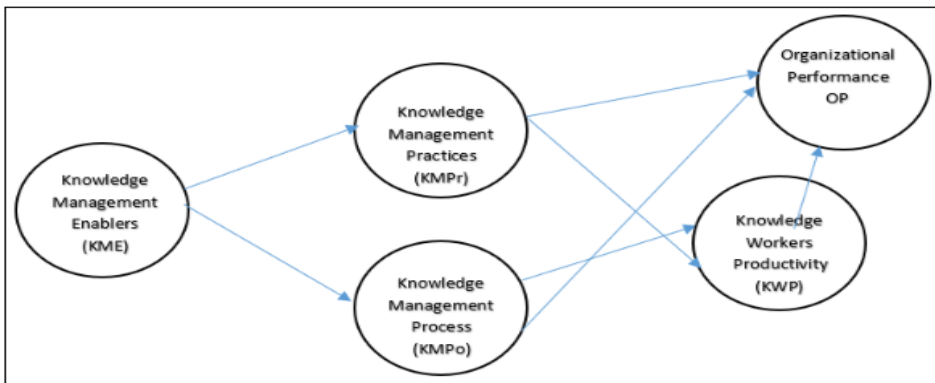 Knowledge
Management
Enablers
(KME)
Knowledge
Management
Practices
(KMPr)
Knowledge
Management
Process
(KMPo)
Organizational
Performance
OP
Knowledge
Workers
Productivity
(KWP)